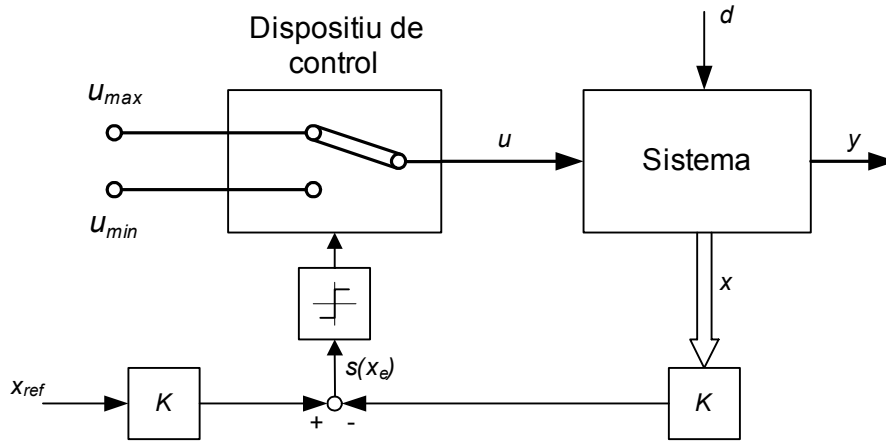 Dispositiu de
control
d
u_max
u
Sistema
y
u_min
x
s(x_e)
x_ref
K
K
+
-